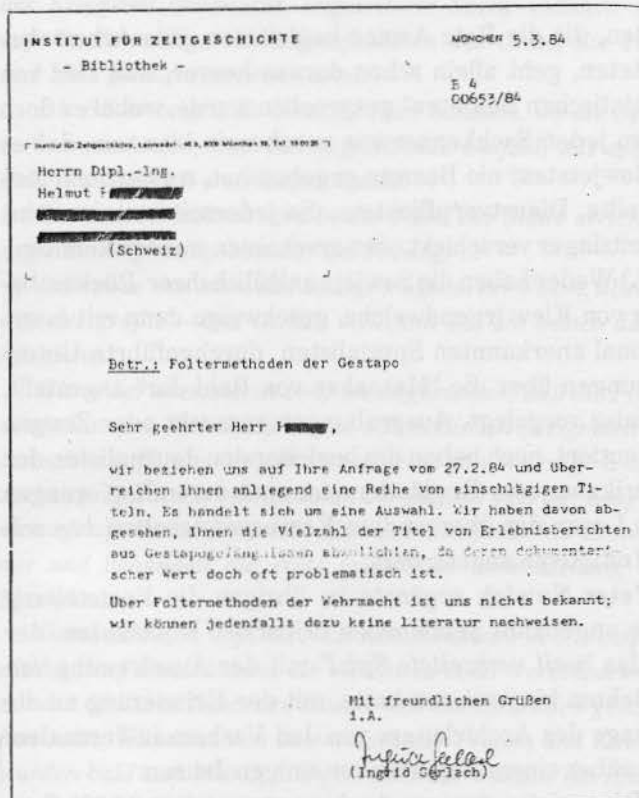 INSTITUT FÜR ZEITGESCHICHTE
- Bibliothek -
MÜNCHEN 5.3.84
E 4
00653/84
Herrn Dipl.-Ing.
Helmut
(Schweiz)
Betr.: Foltermethoden der Gestapo
Sehr geehrter Herr
wir beziehen uns auf Ihre Anfrage vom 27.2.84 und über-
reichen Ihnen anliegend eine Reihe von einschlägigen Ti-
teln. Es handelt sich um eine Auswahl. Wir haben davon ab-
gesehen, Ihnen die Vielzahl der Titel von Erlebnisberichten
aus Gestapogefängnissen abzulichten, da deren dokumentari-
scher Wert doch oft problematisch ist.
Über Foltermethoden der Wehrmacht ist uns nichts bekannt;
wir können jedenfalls dazu keine Literatur nachweisen.
Mit freundlichen Grüßen
i.A.
(Ingrid